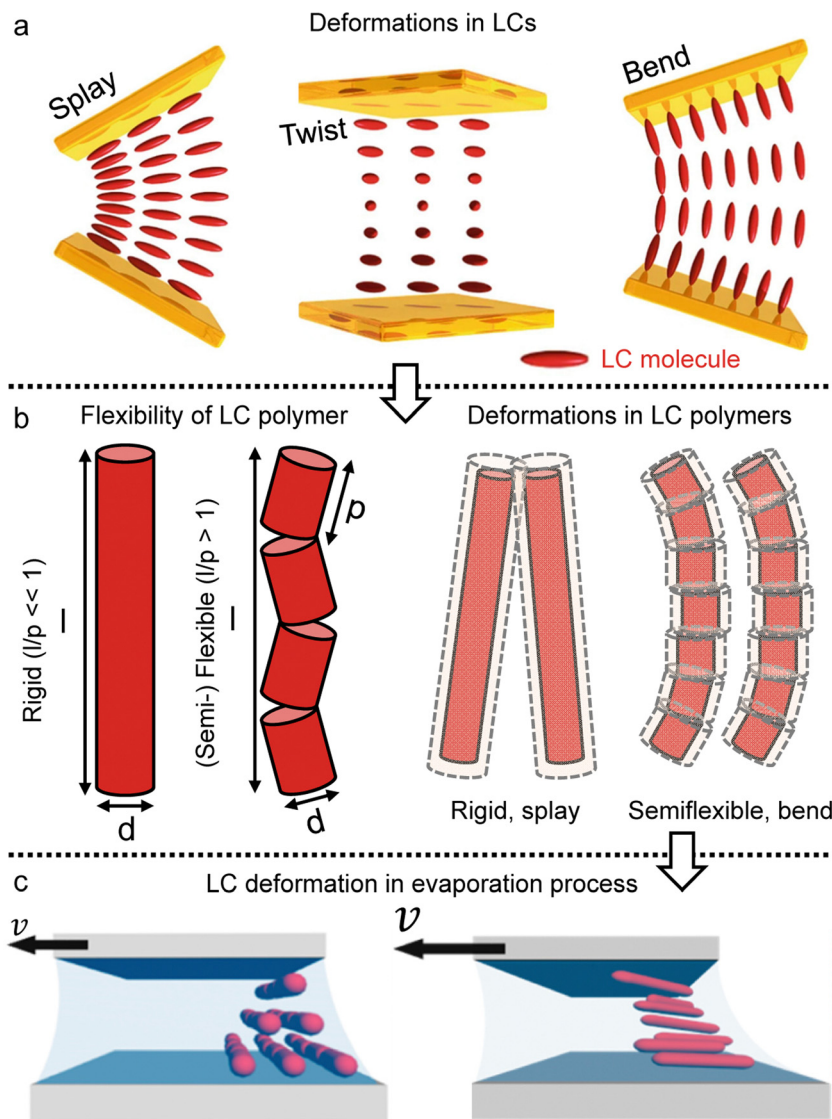 a
Deformations in LCs
Splay
Twist
Bend
LC molecule
b
Flexibility of LC polymer
Deformations in LC polymers
Rigid (l/p << 1)
l
(Semi-) Flexible (l/p > 1)
l
p
d
d
Rigid, splay
Semiflexible, bend
c
LC deformation in evaporation process
v
v